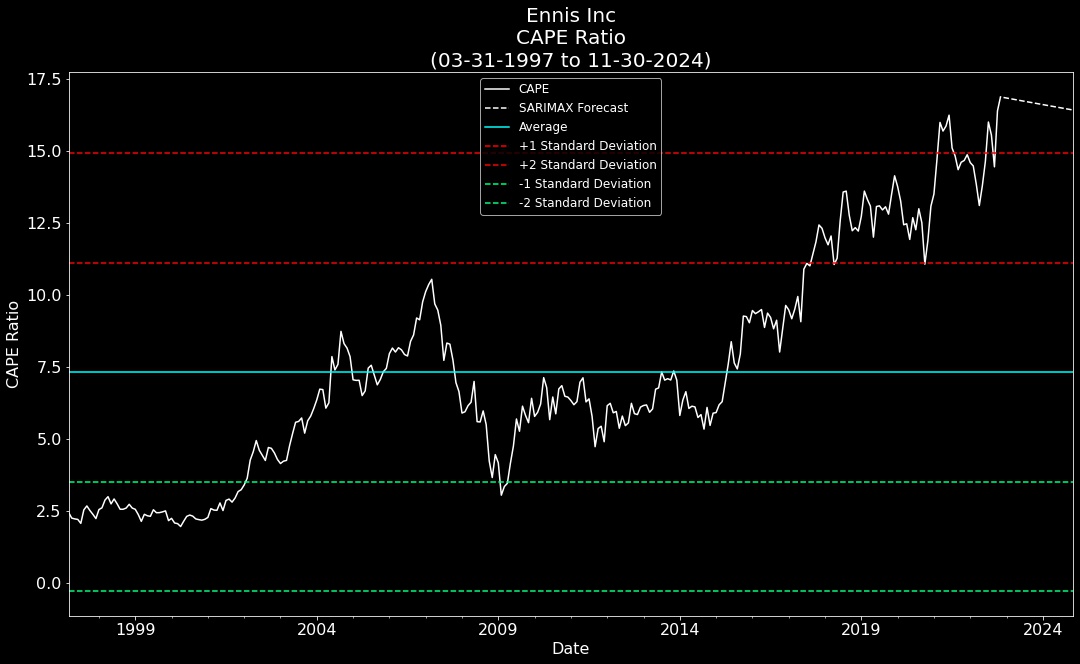 Ennis Inc
CAPE Ratio
(03-31-1997 to 11-30-2024)
CAPE
SARIMAX Forecast
Average
+1 Standard Deviation
+2 Standard Deviation
-1 Standard Deviation
-2 Standard Deviation
CAPE Ratio
17.5
15.0
12.5
10.0
7.5
5.0
2.5
0.0
1999
2004
2009
2014
2019
2024
Date